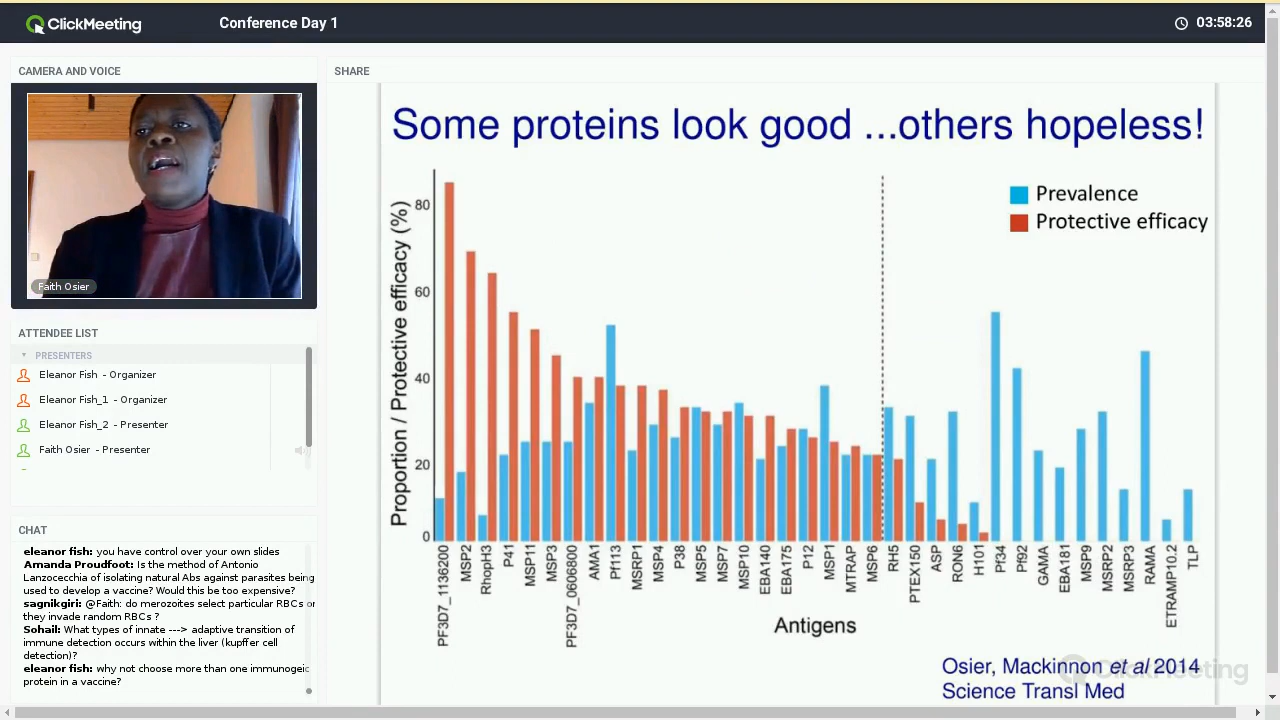 ClickMeeting
Conference Day 1
03:58:26
CAMERA AND VOICE
Faith Osier
ATTENDEE LIST
PRESENTERS
Eleanor Fish - Organizer
Eleanor Fish_1 - Organizer
Eleanor Fish_2 - Presenter
Faith Osier - Presenter
CHAT
eleanor fish: you have control over your own slides
Amanda Proudfoot: Is the method of Antonio
Lanzocecchia of isolating natural Abs against parasites being
used to develop a vaccine? Would this be too expensive?
sagnikgiri: @Faith: do merozoites select particular RBCs or
they invade random RBCs ?
Sohail: What types of innate ---> adaptive transition of
immune detection occurs within the liver (kupffer cell
detection)?
eleanor fish: why not choose more than one immunogeic
protein in a vaccine?
SHARE
Some proteins look good ...others hopeless!
Prevalence
Protective efficacy
Proportion / Protective efficacy (%)
80
60
40
20
0
PF3D7_1136200
MSP2
RhopH3
P41
MSP11
MSP3
PF3D7_0606800
AMA1
Pf113
MSRP1
MSP4
P38
MSP5
MSP7
MSP10
EBA140
EBA175
P12
MSP1
MTRAP
MSP6
RH5
PTEX150
ASP
RON6
H101
Pf34
Pf92
GAMA
EBA181
MSP9
MSRP2
MSRP3
RAMA
ETRAMP10.2
TLP
Antigens
Osier, Mackinnon et al 2014
Science Transl Med
ClickMeeting